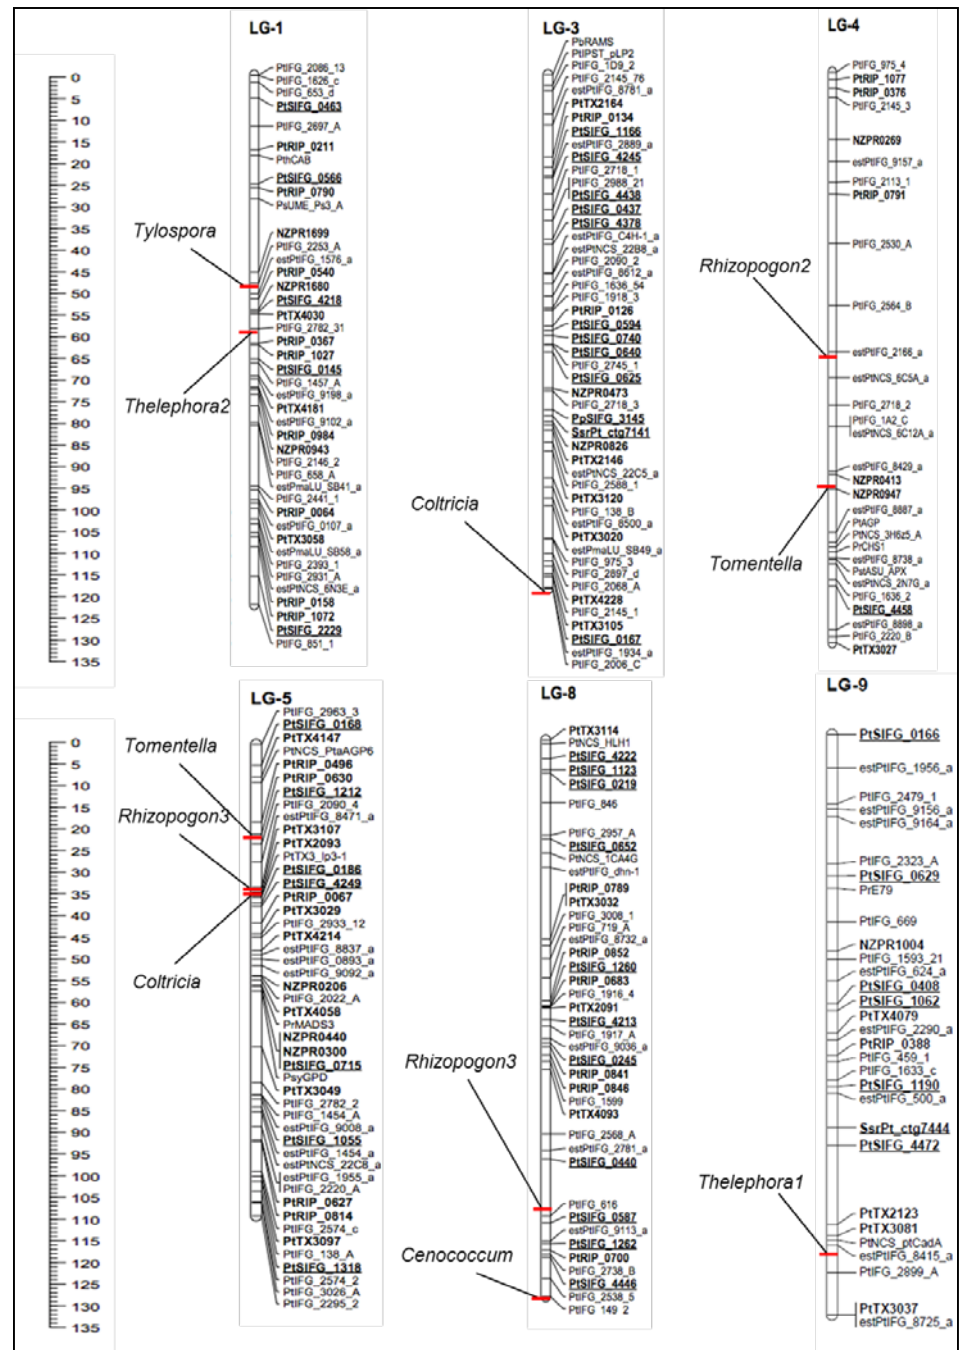 LG-1
0
5
10
15
20
25
30
35
40
45
50
55
60
65
70
75
80
85
90
95
100
105
110
115
120
125
130
135
Tylospora
Thelephora2
PtIFG_2086_13
PtIFG_1626_c
PtIFG_653_d
PtSIFG_0463
PtIFG_2697_A
PtRIP_0211
PthCAB
PtSIFG_0566
PtRIP_0790
PsUME_Ps3_A
NZPR1699
PtIFG_2253_A
estPtIFG_1576_a
PtRIP_0540
NZPR1680
PtSIFG_4218
PtTX4030
PtIFG_2782_31
PtRIP_0367
PtRIP_1027
PtSIFG_0145
PtIFG_1457_A
estPtIFG_9198_a
PtTX4181
estPtIFG_9102_a
PtRIP_0984
NZPR0943
PtIFG_2146_2
PtIFG_658_A
estPmaLU_SB41_a
PtIFG_2441_1
PtRIP_0064
estPtIFG_0107_a
PtTX3058
estPmaLU_SB58_a
PtIFG_2393_1
PtIFG_2931_A
estPtNCS_6N3E_a
PtRIP_0158
PtRIP_1072
PtSIFG_2229
PtIFG_851_1
LG-3
Coltricia
PbRAMS
PtIPST_pLP2
PtIFG_1D9_2
PtIFG_2145_76
estPtIFG_8781_a
PtTX2164
PtRIP_0134
PtSIFG_1166
estPtIFG_2889_a
PtSIFG_4245
PtIFG_2718_1
PtIFG_2988_21
PtSIFG_4438
PtSIFG_0437
PtSIFG_4378
estPtIFG_C4H-1_a
estPtNCS_22B8_a
PtIFG_2090_2
estPtIFG_8612_a
PtIFG_1636_54
PtIFG_1918_3
PtRIP_0126
PtSIFG_0594
PtSIFG_0740
PtSIFG_0640
PtIFG_2745_1
PtSIFG_0625
NZPR0473
PtIFG_2718_3
PpSIFG_3145
SsrPt_ctg7141
NZPR0826
PtTX2146
estPtNCS_22C5_a
PtIFG_2588_1
PtTX3120
PtIFG_138_B
estPtIFG_8500_a
PtTX3020
estPmaLU_SB49_a
PtIFG_975_3
PtIFG_2897_d
PtIFG_2068_A
PtTX4228
PtIFG_2145_1
PtTX3105
PtSIFG_0167
estPtIFG_1934_a
PtIFG_2006_C
LG-4
Rhizopogon2
Tomentella
PtIFG_975_4
PtRIP_1077
PtRIP_0376
PtIFG_2145_3
NZPR0269
estPtIFG_9157_a
PtIFG_2113_1
PtRIP_0791
PtIFG_2530_A
PtIFG_2564_B
estPtIFG_2166_a
estPtNCS_6C5A_a
PtIFG_2718_2
PtIFG_1A2_C
estPtNCS_6C12A_a
estPtIFG_8429_a
NZPR0413
NZPR0947
estPtIFG_8887_a
PtAGP
PtNCS_3H6z5_A
PrCHS1
estPtIFG_8738_a
PstASU_APX
estPtNCS_2N7G_a
PtIFG_1636_2
PtSIFG_4458
estPtIFG_8898_a
PtIFG_2220_B
PtTX3027
LG-5
0
5
10
15
20
25
30
35
40
45
50
55
60
65
70
75
80
85
90
95
100
105
110
115
120
125
130
135
Tomentella
Rhizopogon3
Coltricia
PtIFG_2963_3
PtSIFG_0168
PtTX4147
PtNCS_PtaAGP6
PtRIP_0496
PtRIP_0630
PtSIFG_1212
PtIFG_2090_4
estPtIFG_8471_a
PtTX3107
PtTX2093
PtTX3_lp3-1
PtSIFG_0186
PtSIFG_4249
PtRIP_0067
PtTX3029
PtIFG_2933_12
PtTX4214
estPtIFG_8837_a
estPtIFG_0893_a
estPtIFG_9092_a
NZPR0206
PtIFG_2022_A
PtTX4058
PrMADS3
NZPR0440
NZPR0300
PtSIFG_0715
PsyGPD
PtTX3049
PtIFG_2782_2
PtIFG_1454_A
estPtIFG_9008_a
PtSIFG_1055
estPtIFG_1454_a
estPtNCS_22C8_a
estPtIFG_1955_a
PtIFG_2220_A
PtRIP_0627
PtRIP_0814
PtIFG_2574_c
PtTX3097
PtIFG_138_A
PtSIFG_1318
PtIFG_2574_2
PtIFG_3026_A
PtIFG_2295_2
LG-8
Rhizopogon3
Cenococcum
PtTX3114
PtNCS_HLH1
PtSIFG_4222
PtSIFG_1123
PtSIFG_0219
PtIFG_846
PtIFG_2957_A
PtSIFG_0652
PtNCS_1CA4G
estPtIFG_dhn-1
PtRIP_0789
PtTX3032
PtIFG_3008_1
PtIFG_719_A
estPtIFG_8732_a
PtRIP_0852
PtSIFG_1260
PtRIP_0683
PtIFG_1916_4
PtTX2091
PtSIFG_4213
PtIFG_1917_A
estPtIFG_9036_a
PtSIFG_0245
PtRIP_0841
PtRIP_0846
PtIFG_1599
PtTX4093
PtIFG_2568_A
estPtIFG_2781_a
PtSIFG_0440
PtIFG_616
PtSIFG_0587
estPtIFG_9113_a
PtSIFG_1262
PtRIP_0700
PtIFG_2738_B
PtSIFG_4446
PtIFG_2538_5
PtIFG_149_2
LG-9
Thelephora1
PtSIFG_0166
estPtIFG_1956_a
PtIFG_2479_1
estPtIFG_9156_a
estPtIFG_9164_a
PtIFG_2323_A
PtSIFG_0629
PrE79
PtIFG_669
NZPR1004
PtIFG_1593_21
estPtIFG_624_a
PtSIFG_0408
PtSIFG_1062
PtTX4079
estPtIFG_2290_a
PtRIP_0388
PtIFG_459_1
PtIFG_1633_c
PtSIFG_1190
estPtIFG_500_a
SsrPt_ctg7444
PtSIFG_4472
PtTX2123
PtTX3081
PtNCS_ptCadA
estPtIFG_8415_a
PtIFG_2899_A
PtTX3037
estPtIFG_8725_a